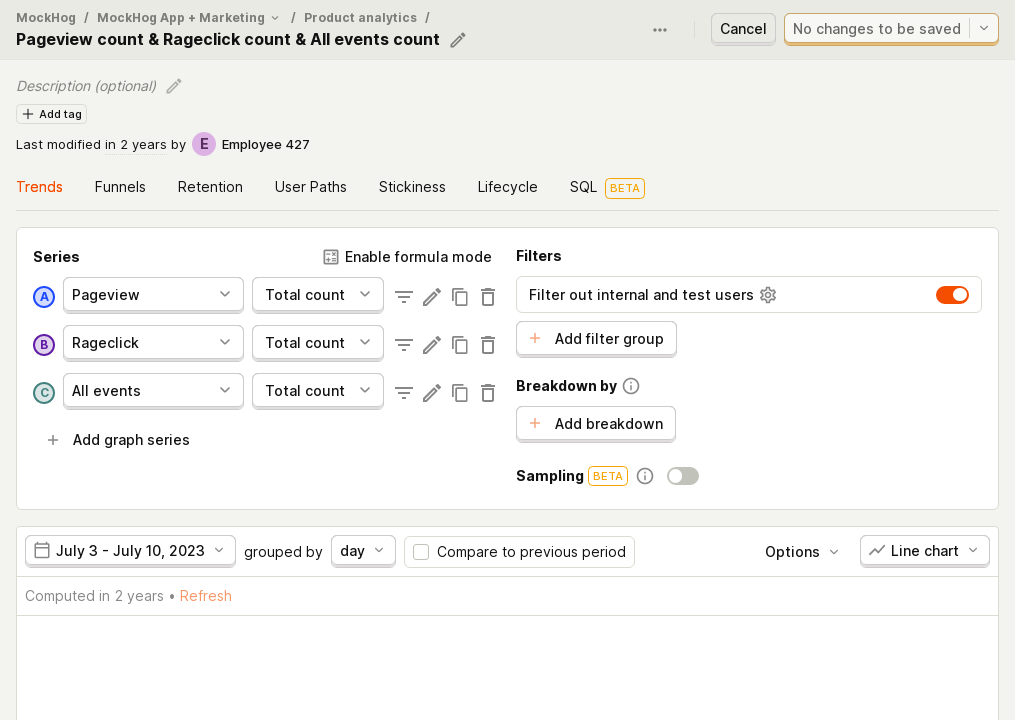 MockHog / MockHog App + Marketing / Product analytics /
Pageview count & Rageclick count & All events count
Cancel
No changes to be saved
Description (optional)
Add tag
Last modified in 2 years by E Employee 427
Trends Funnels Retention User Paths Stickiness Lifecycle SQL BETA
Series
Enable formula mode
A Pageview Total count
B Rageclick Total count
C All events Total count
Add graph series
Filters
Filter out internal and test users
Add filter group
Breakdown by
Add breakdown
Sampling BETA
July 3 - July 10, 2023 grouped by day Compare to previous period Options Line chart
Computed in 2 years • Refresh